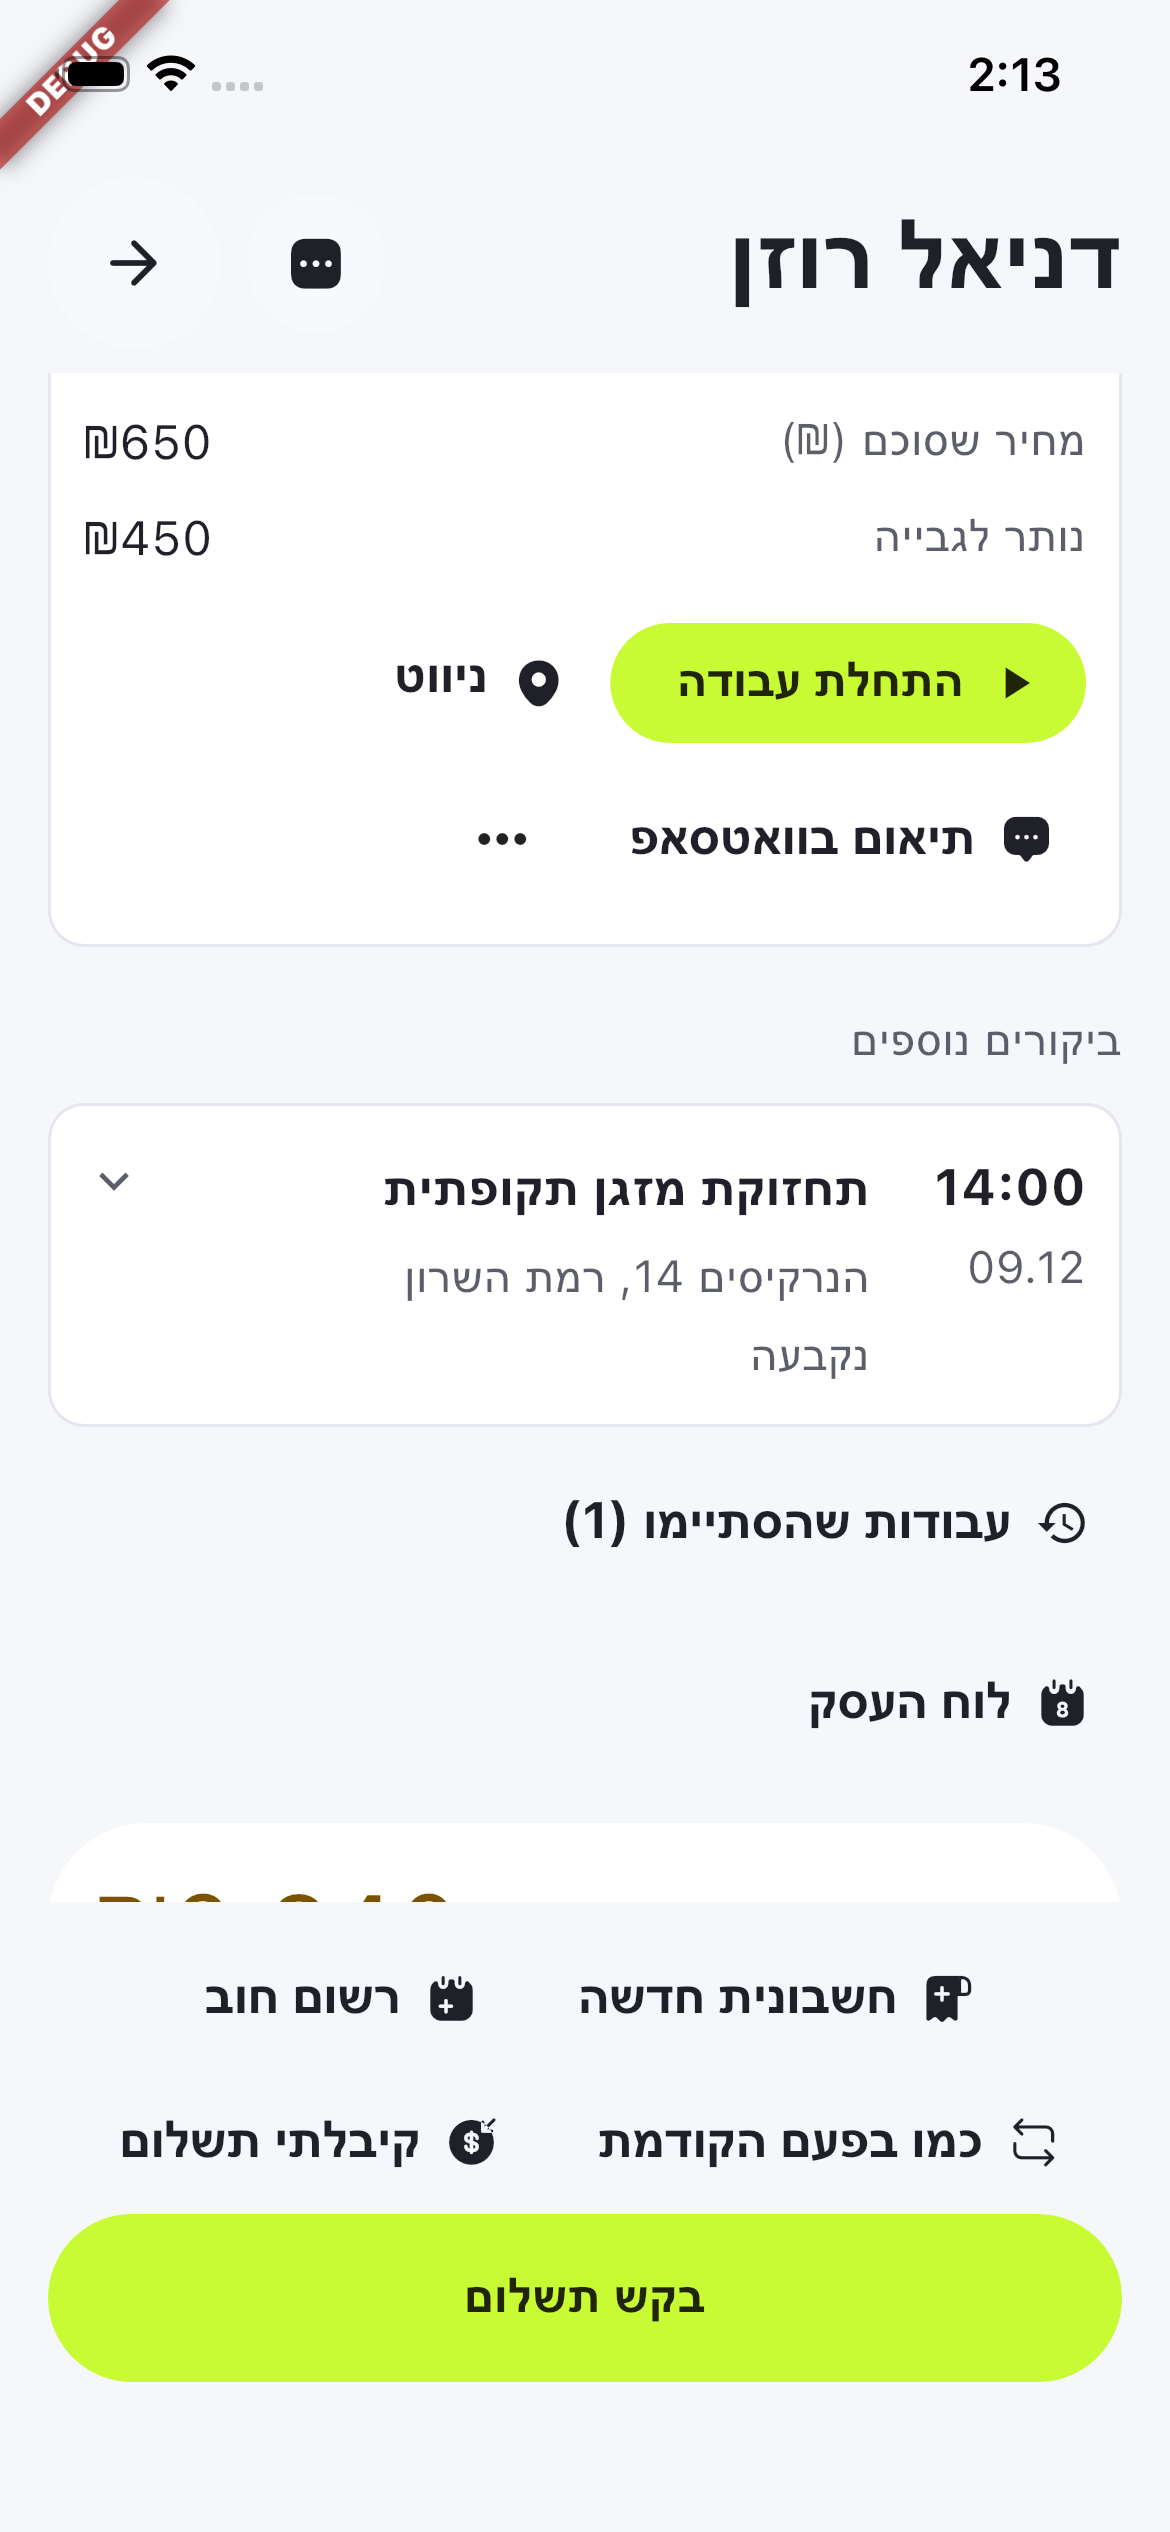 DEBUG
2:13
דניאל רוזן
מחיר שסוכם (₪)
₪650
נותר לגבייה
₪450
התחלת עבודה
ניווט
תיאום בוואטסאפ
ביקורים נוספים
14:00
תחזוקת מזגן תקופתית
09.12
הנרקיסים 14, רמת השרון
נקבעה
עבודות שהסתיימו (1)
לוח העסק
חשבונית חדשה
רשום חוב
כמו בפעם הקודמת
קיבלתי תשלום
בקש תשלום